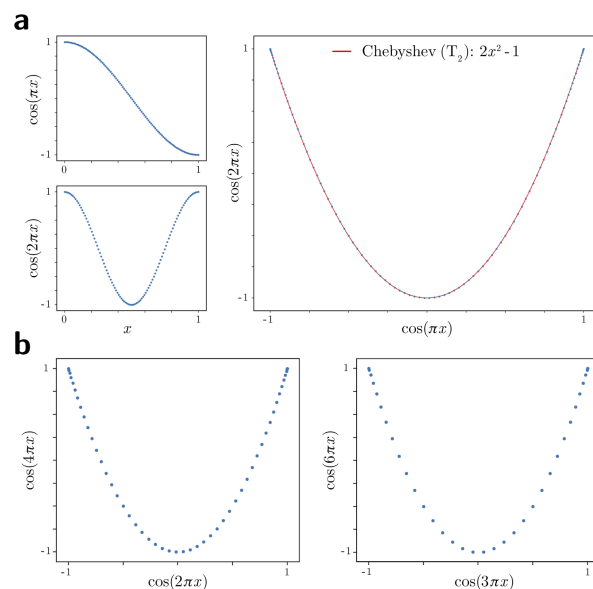 a
1
cos(πx)
-1
0
1
1
cos(2πx)
-1
0
x
1
Chebyshev (T₂): 2x² - 1
1
cos(2πx)
-1
-1
cos(πx)
1
b
1
cos(4πx)
-1
-1
cos(2πx)
1
1
cos(6πx)
-1
-1
cos(3πx)
1